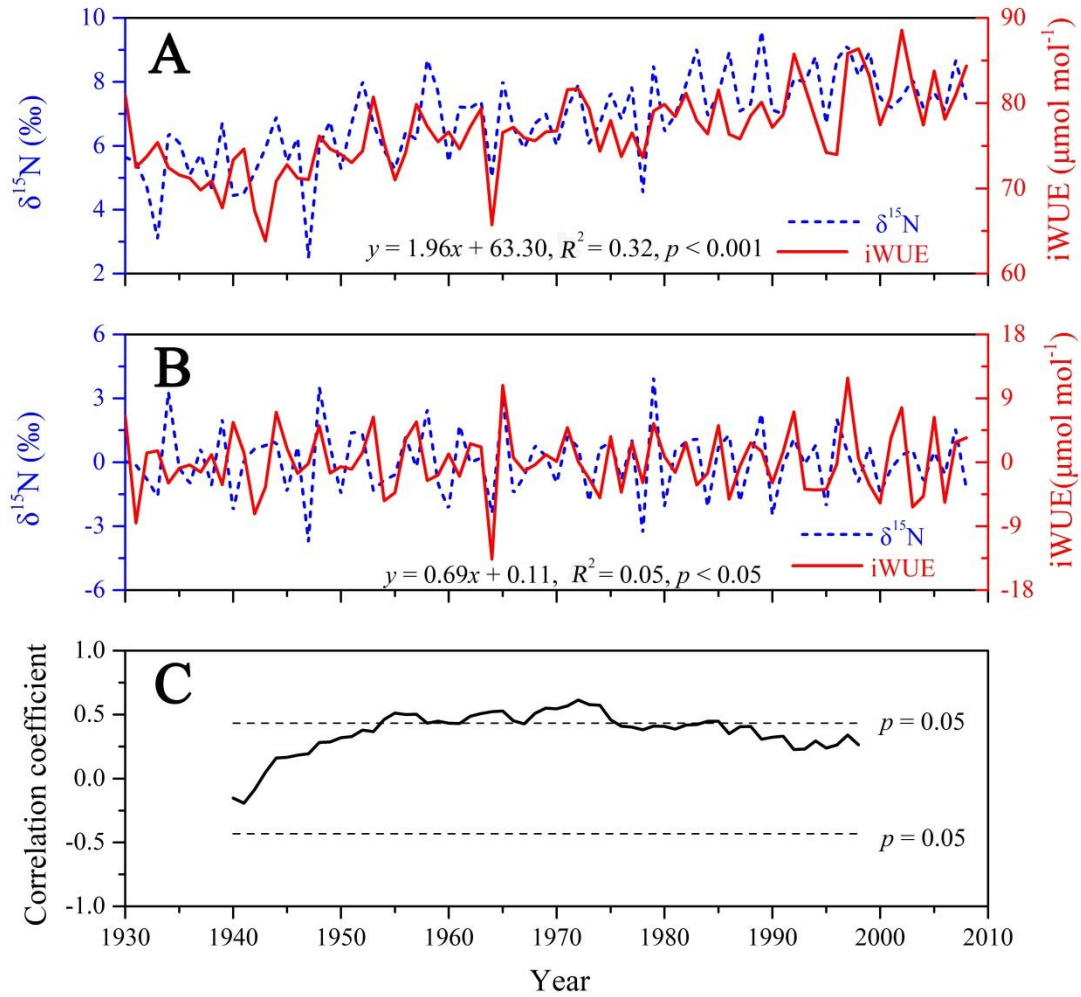 A
10
8
6
4
2
δ¹⁵N (‰)
90
80
70
60
iWUE (μmol mol⁻¹)
δ¹⁵N
iWUE
y = 1.96x + 63.30, R² = 0.32, p < 0.001
B
6
3
0
-3
-6
δ¹⁵N (‰)
18
9
0
-9
-18
iWUE(μmol mol⁻¹)
δ¹⁵N
iWUE
y = 0.69x + 0.11, R² = 0.05, p < 0.05
C
1.0
0.5
0.0
-0.5
-1.0
Correlation coefficient
p = 0.05
p = 0.05
1930 1940 1950 1960 1970 1980 1990 2000 2010
Year